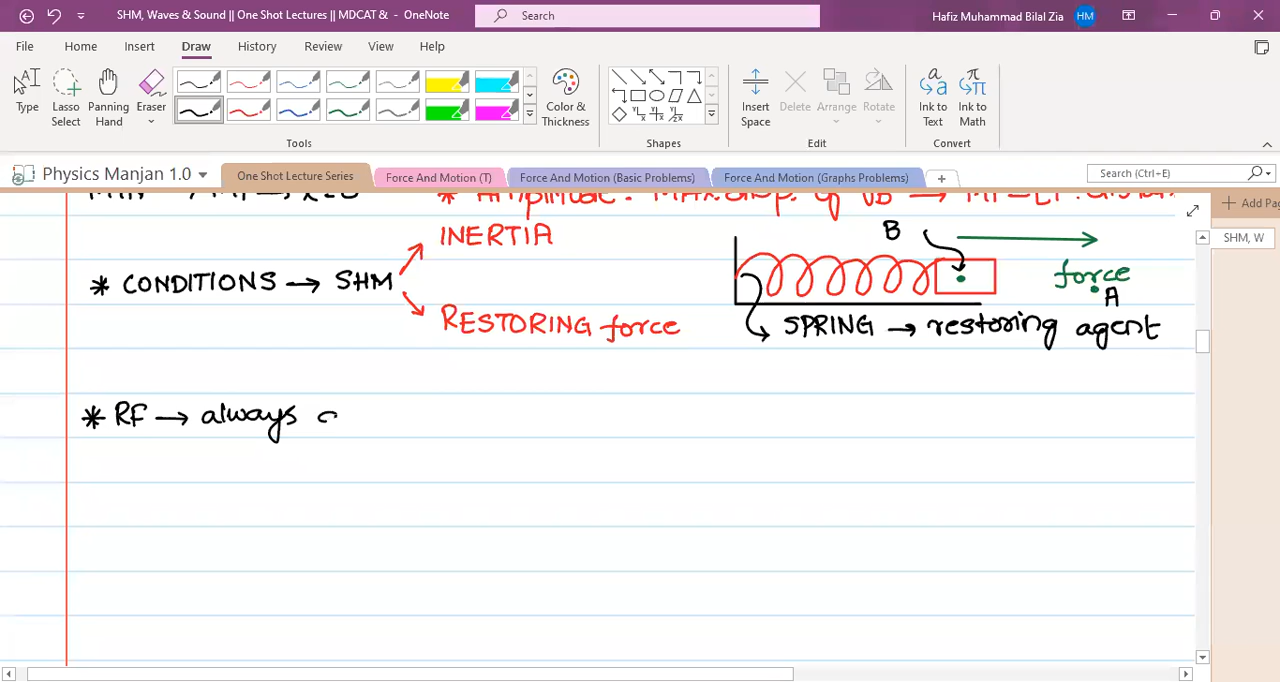 SHM, Waves & Sound || One Shot Lectures || MDCAT & - OneNote
Search
Hafiz Muhammad Bilal Zia HM
File Home Insert Draw History Review View Help
Type Lasso Select Panning Hand Eraser Color & Thickness Insert Space Delete Arrange Rotate Ink to Text Ink to Math
Tools Shapes Edit Convert
Physics Manjan 1.0 One Shot Lecture Series Force And Motion (T) Force And Motion (Basic Problems) Force And Motion (Graphs Problems) Search (Ctrl+E)
Add Pag
SHM, W
INERTIA
B
* CONDITIONS → SHM
force
A
RESTORING force
SPRING → restoring agent
* RF → always